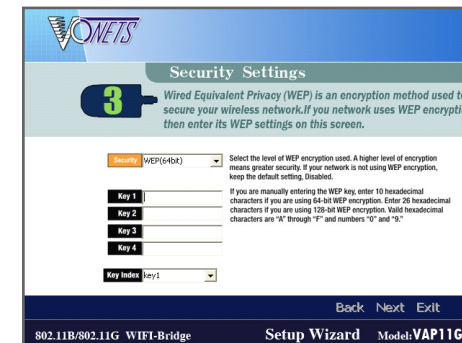 VONETS
Security Settings
3
Wired Equivalent Privacy (WEP) is an encryption method used to
secure your wireless network.If you network uses WEP encryptio
then enter its WEP settings on this screen.
Security WEP(64bit)
Select the level of WEP encryption used. A higher level of encryption
means greater security. If your network is not using WEP encryption,
keep the default setting, Disabled.
If you are manually entering the WEP key, enter 10 hexadecimal
characters if you are using 64-bit WEP encryption. Enter 26 hexadecimal
characters if you are using 128-bit WEP encryption. Vaild hexadecimal
characters are "A" through "F" and numbers "0" and "9."
Key 1
Key 2
Key 3
Key 4
Key Index key1
Back Next Exit
802.11B/802.11G WIFI-Bridge Setup Wizard Model:VAP11G